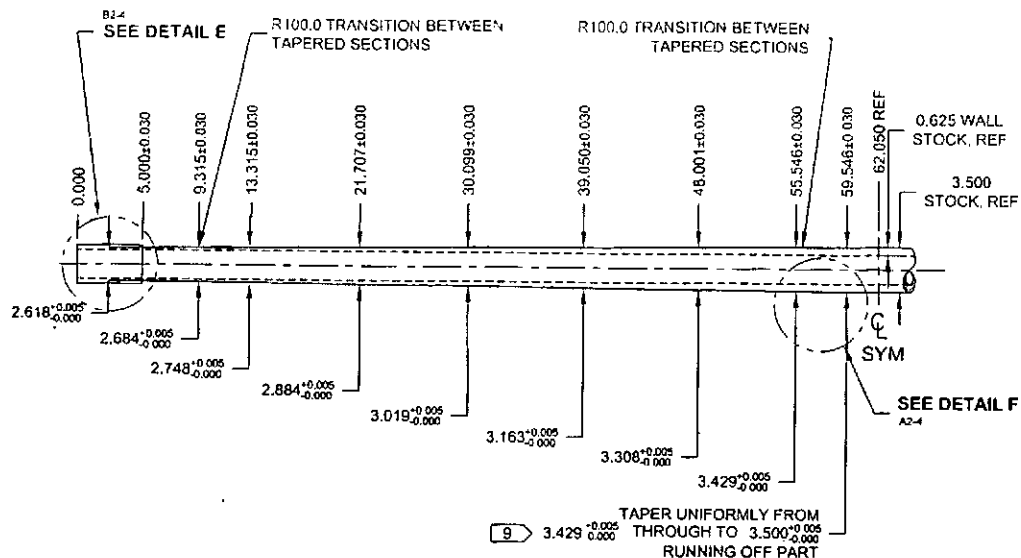 B2-4
SEE DETAIL E
R100.0 TRANSITION BETWEEN
TAPERED SECTIONS
R100.0 TRANSITION BETWEEN
TAPERED SECTIONS
0.000
5.000±0.030
9.315±0.030
13.315±0.030
21.707±0.030
30.099±0.030
39.050±0.030
48.001±0.030
55.546±0.030
59.546±0.030
62.050 REF
0.625 WALL
STOCK, REF
3.500
STOCK, REF
2.618 +0.005 -0.000
2.684 +0.005 -0.000
2.748 +0.005 -0.000
2.884 +0.005 -0.000
3.019 +0.005 -0.000
3.163 +0.005 -0.000
3.308 +0.005 -0.000
3.429 +0.005 -0.000
℄
SYM
SEE DETAIL F
A2-4
TAPER UNIFORMLY FROM
9 3.429 +0.005 0.000 THROUGH TO 3.500 +0.005 -0.000
RUNNING OFF PART